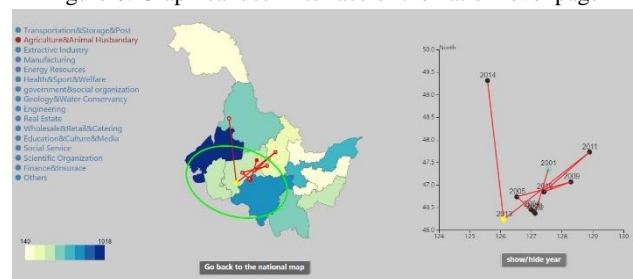 Transportation&Storage&Post
Agriculture&Animal Husbandary
Extractive Industry
Manufacturing
Energy Resources
Health&Sport&Welfare
government&social organization
Geology&Water Conservancy
Engineering
Real Estate
Wholesale&Retail&Catering
Education&Culture&Media
Social Service
Scientific Organization
Finance&Insurace
Others
140
1018
Go back to the national map
North
50.0
49.5
49.0
48.5
48.0
47.5
47.0
46.5
46.0
45.0
124
125
126
127
128
129
130
2014
2011
2001
2009
2005
show/hide year